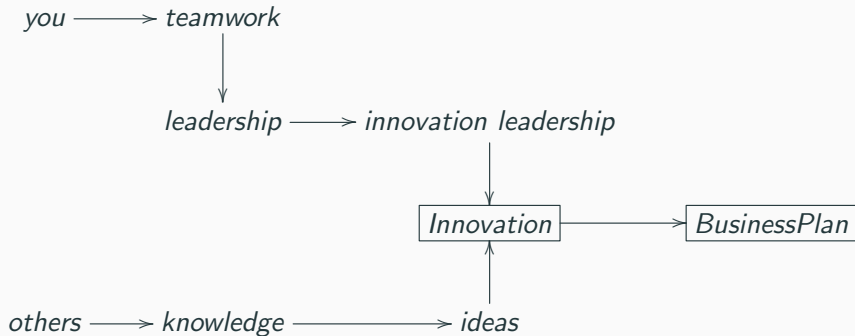 you teamwork
leadership innovation leadership
Innovation BusinessPlan
others knowledge ideas